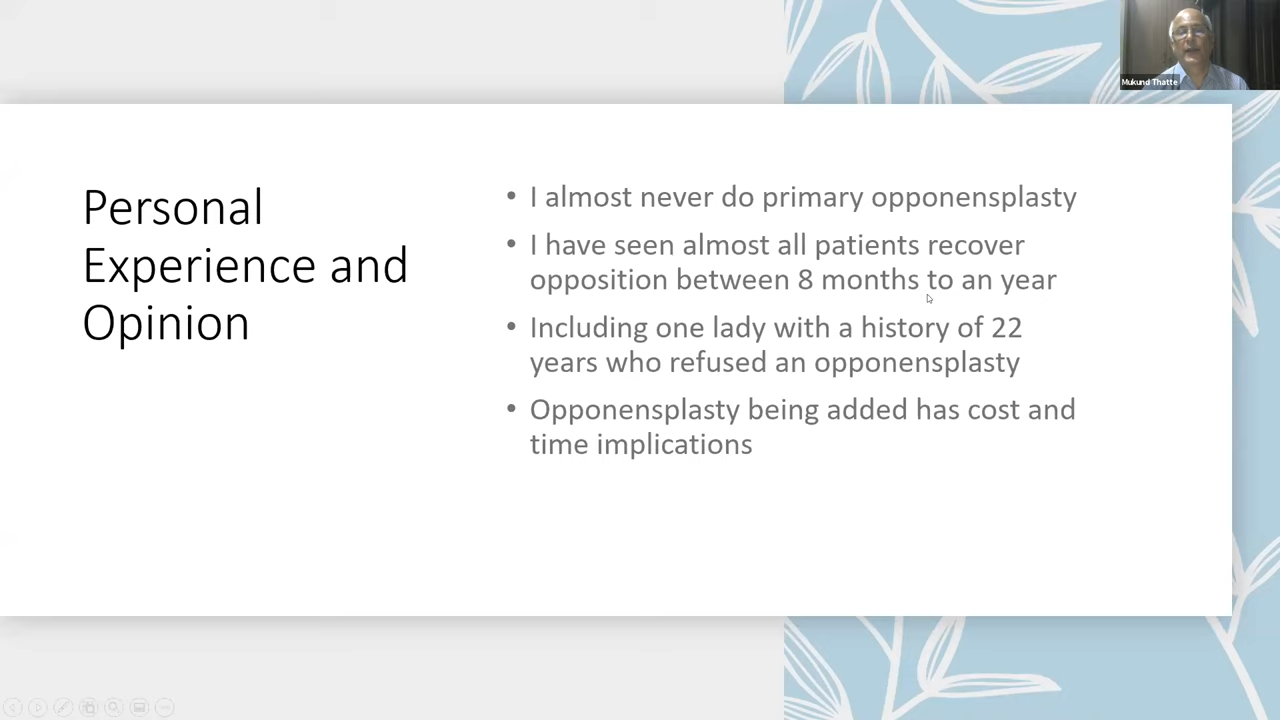 Mukund Thatte
Personal
Experience and
Opinion
• I almost never do primary opponensplasty
• I have seen almost all patients recover
opposition between 8 months to an year
• Including one lady with a history of 22
years who refused an opponensplasty
• Opponensplasty being added has cost and
time implications